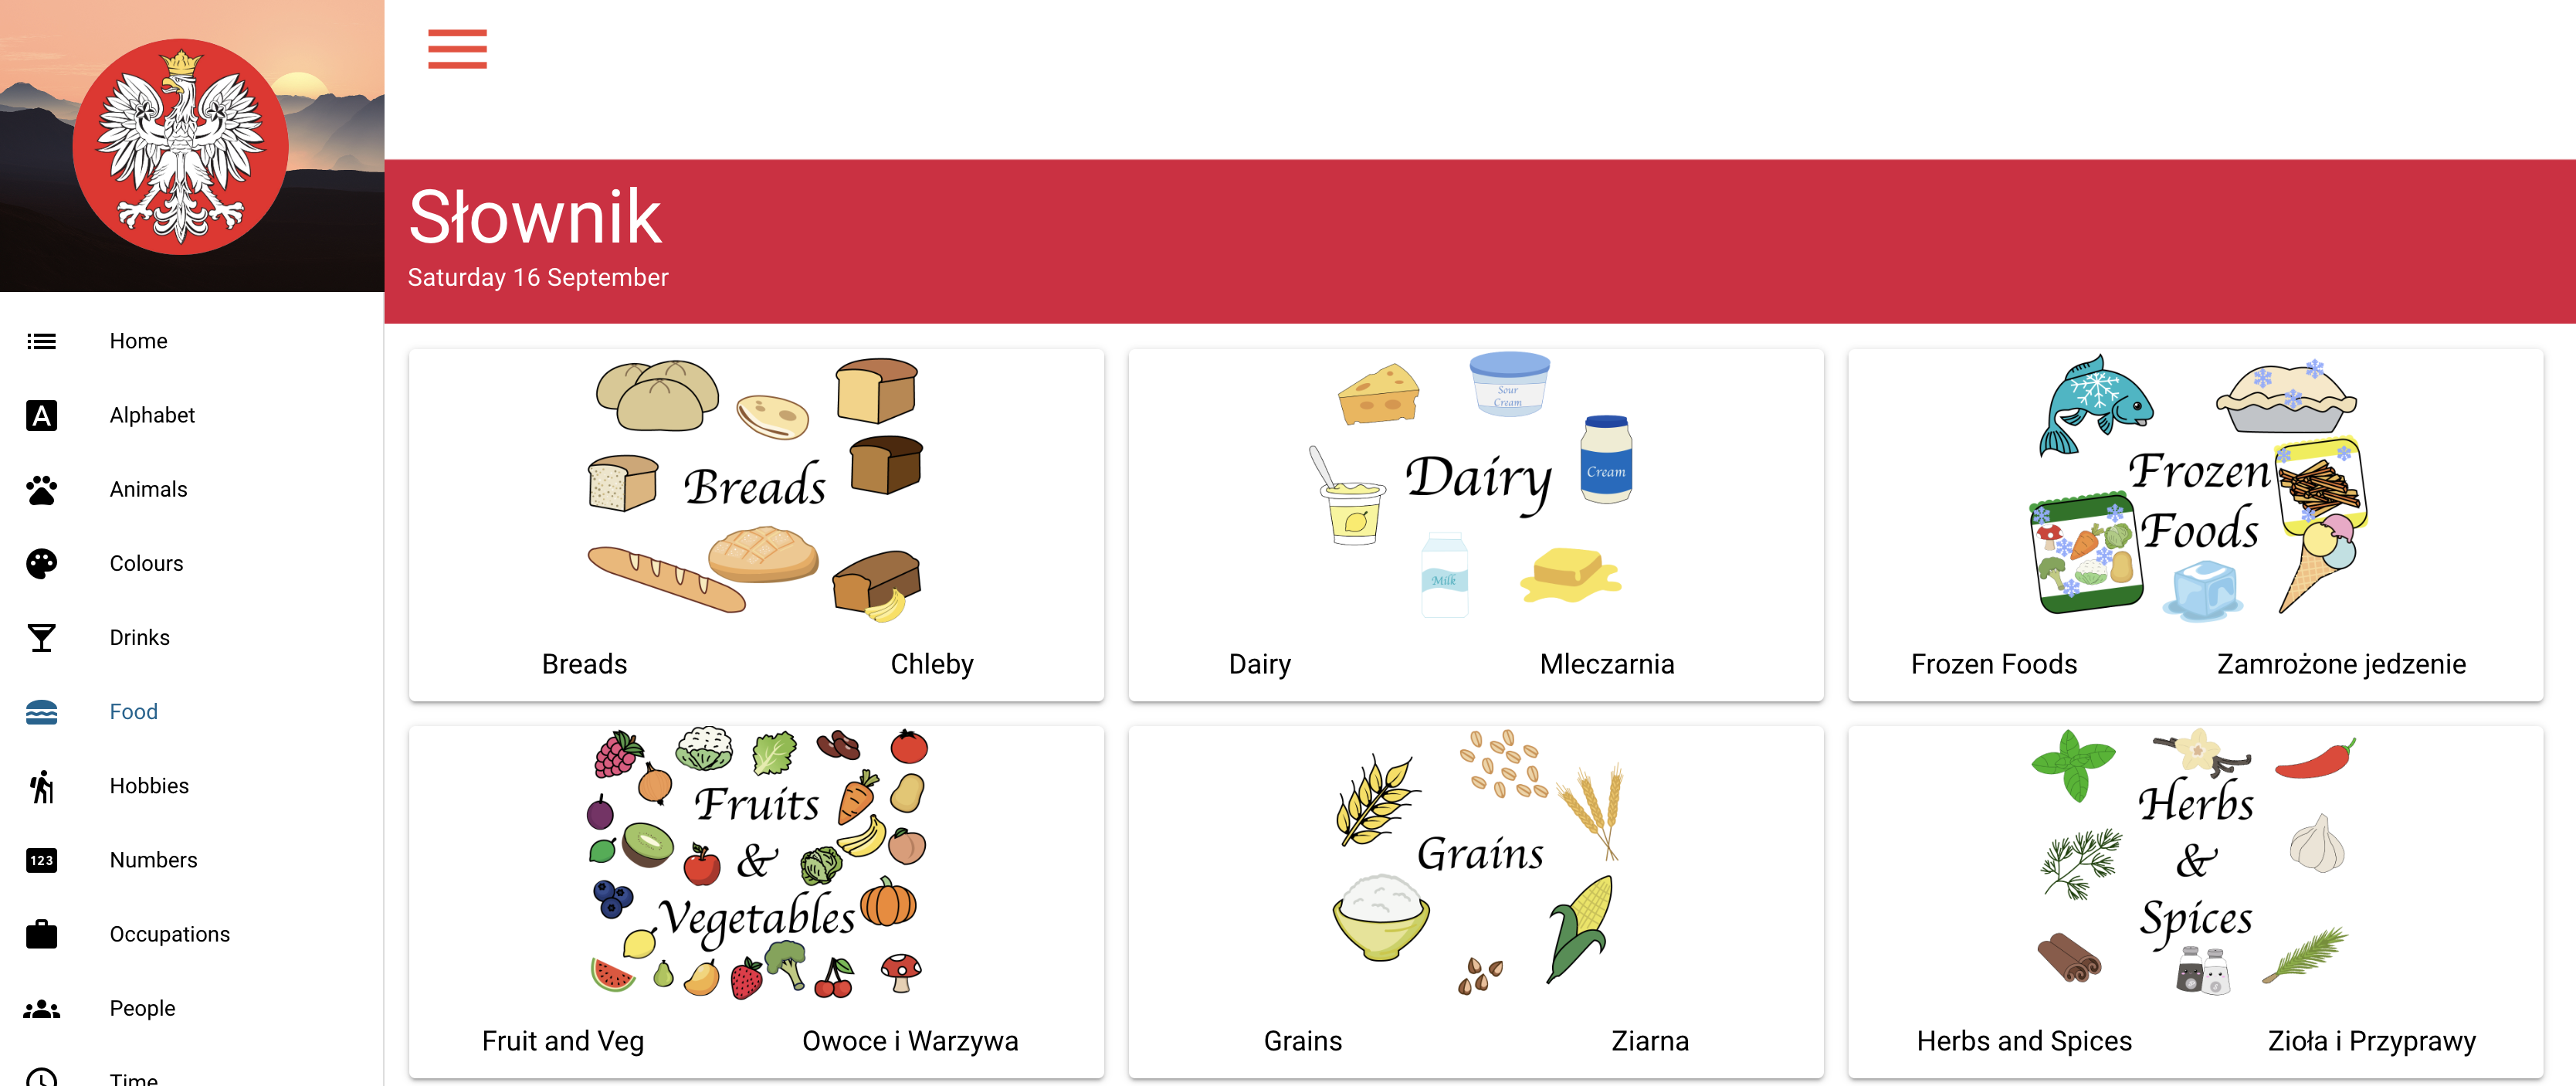 Home
Alphabet
Animals
Colours
Drinks
Food
Hobbies
123
Numbers
Occupations
People
Time
Słownik
Saturday 16 September
Breads
Breads
Chleby
Sour
Cream
Dairy
Cream
Milk
Dairy
Mleczarnia
Frozen
Foods
Frozen Foods
Zamrożone jedzenie
Fruits
&
Vegetables
Fruit and Veg
Owoce i Warzywa
Grains
Grains
Ziarna
Herbs
&
Spices
Herbs and Spices
Zioła i Przyprawy